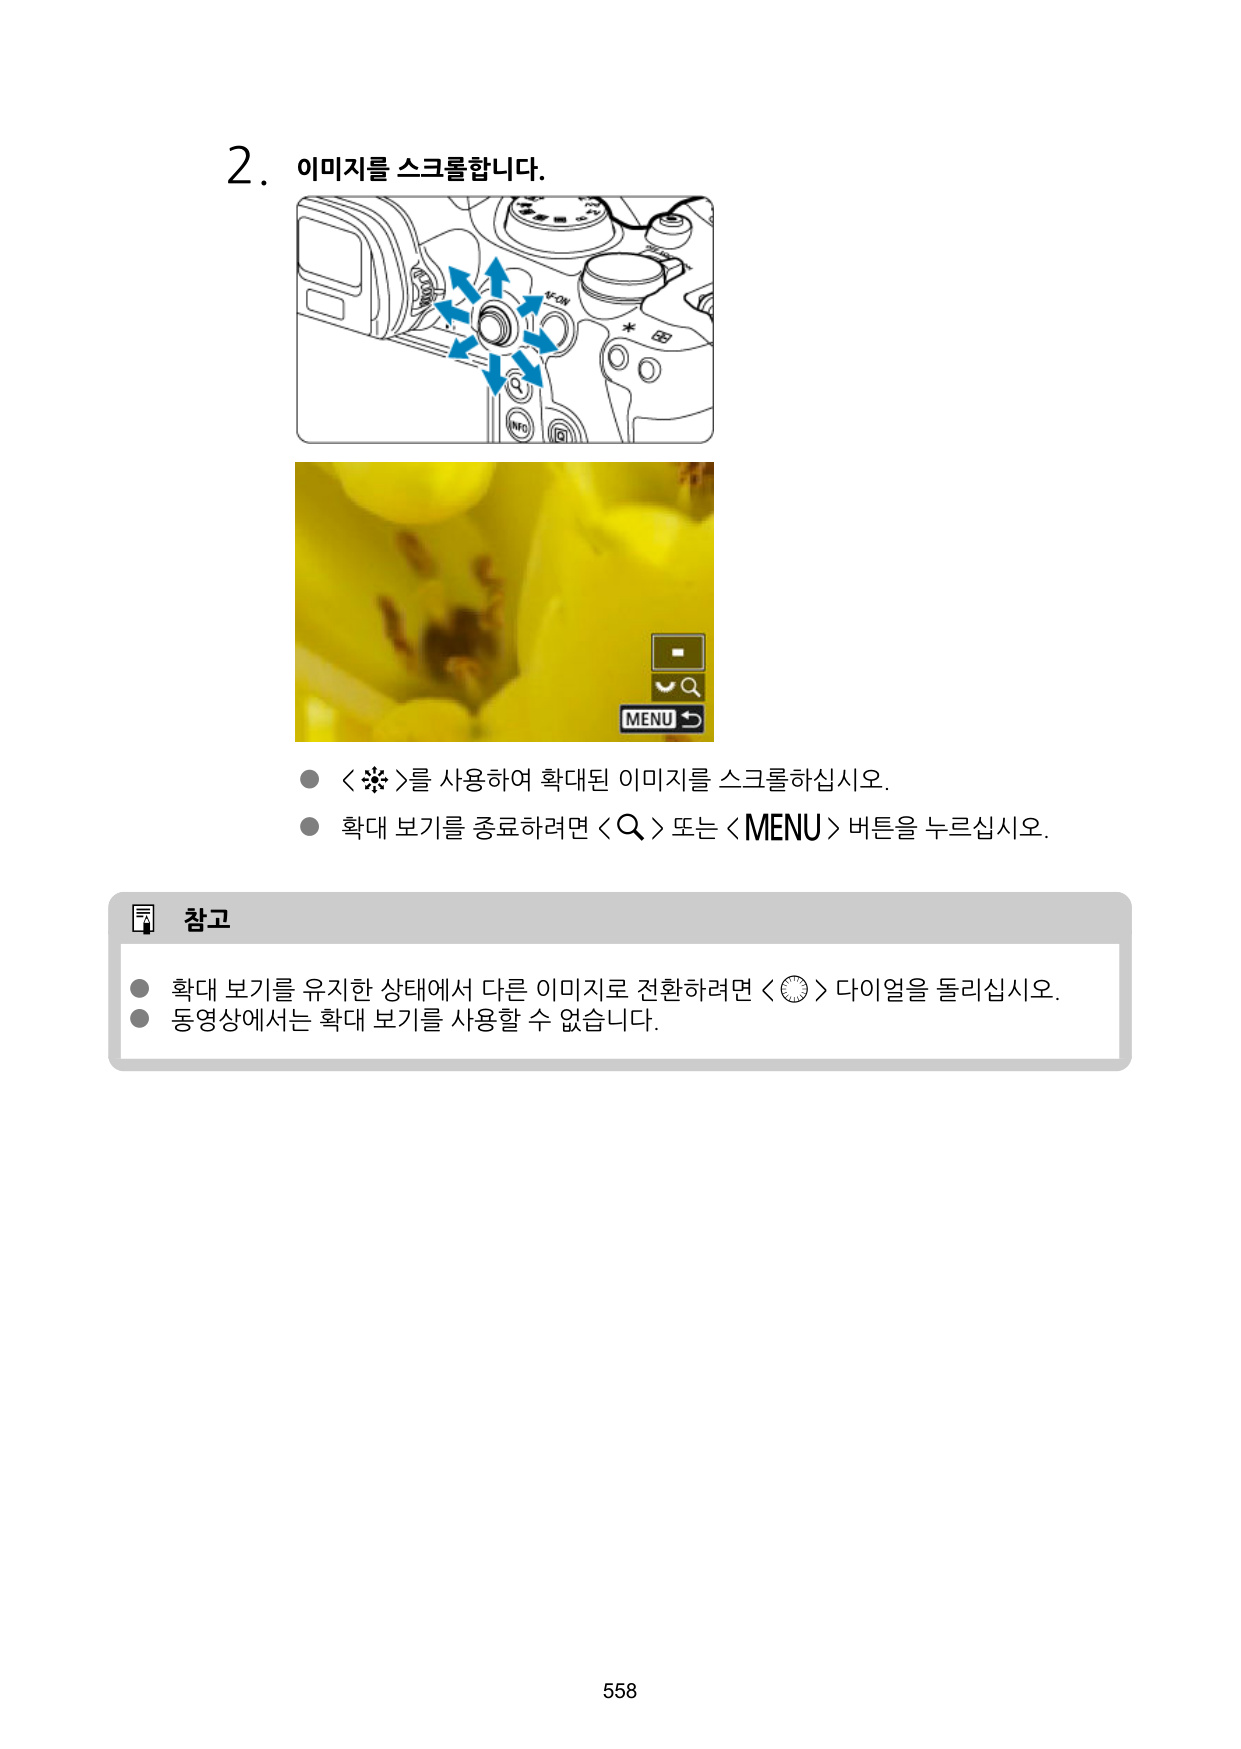 2. 이미지를 스크롤합니다.
AF-ON
INFO
Q
MENU
< >를 사용하여 확대된 이미지를 스크롤하십시오.
확대 보기를 종료하려면 < > 또는 < MENU > 버튼을 누르십시오.
참고
확대 보기를 유지한 상태에서 다른 이미지로 전환하려면 < > 다이얼을 돌리십시오.
동영상에서는 확대 보기를 사용할 수 없습니다.
558